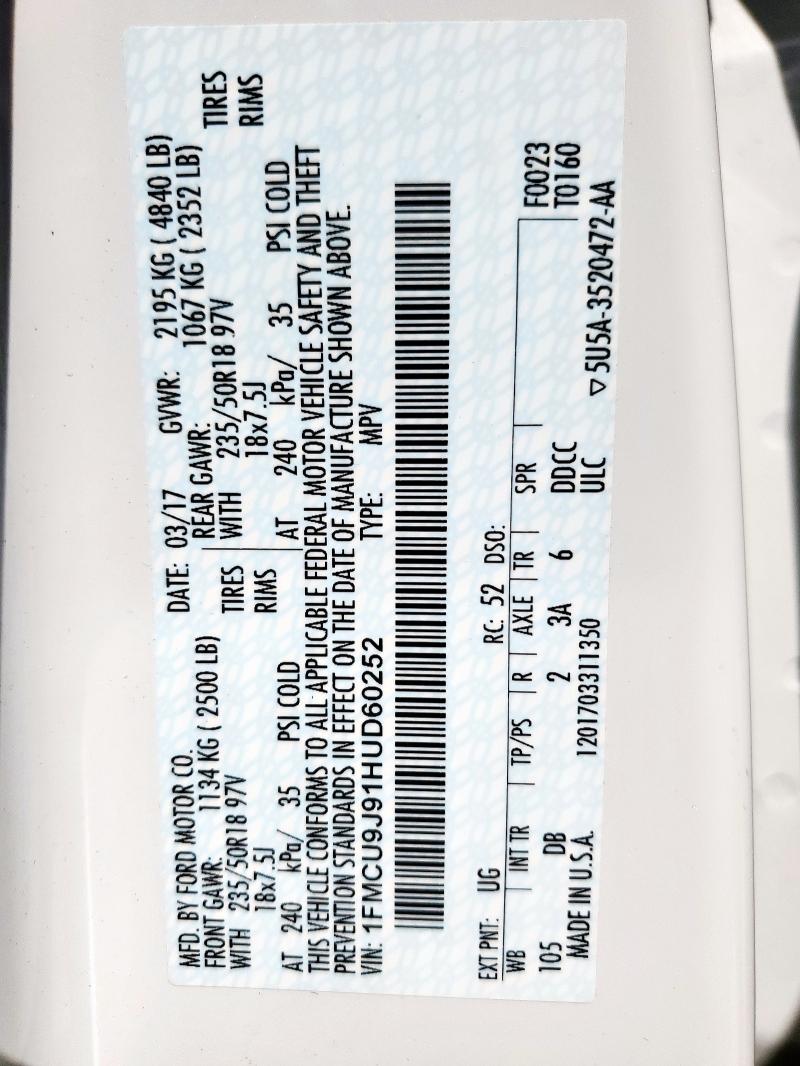 MFD. BY FORD MOTOR CO.
DATE: 03/17 GVWR: 2195 KG ( 4840 LB)
FRONT GAWR: 1134 KG ( 2500 LB) REAR GAWR: 1067 KG ( 2352 LB)
WITH 235/50R18 97V TIRES WITH 235/50R18 97V TIRES
18x7.5J RIMS 18x7.5J RIMS
AT 240 kPa/ 35 PSI COLD AT 240 kPa/ 35 PSI COLD
THIS VEHICLE CONFORMS TO ALL APPLICABLE FEDERAL MOTOR VEHICLE SAFETY AND THEFT
PREVENTION STANDARDS IN EFFECT ON THE DATE OF MANUFACTURE SHOWN ABOVE.
VIN: 1FMCU9J91HUD60252 TYPE: MPV
EXT PNT: UG RC: 52 DSO:
WB INT TR TP/PS R AXLE TR SPR F0023
T0160
105 DB 2 3A 6 DDCC
MADE IN U.S.A. 1201703311350 ULC ▽5U5A-3520472-AA